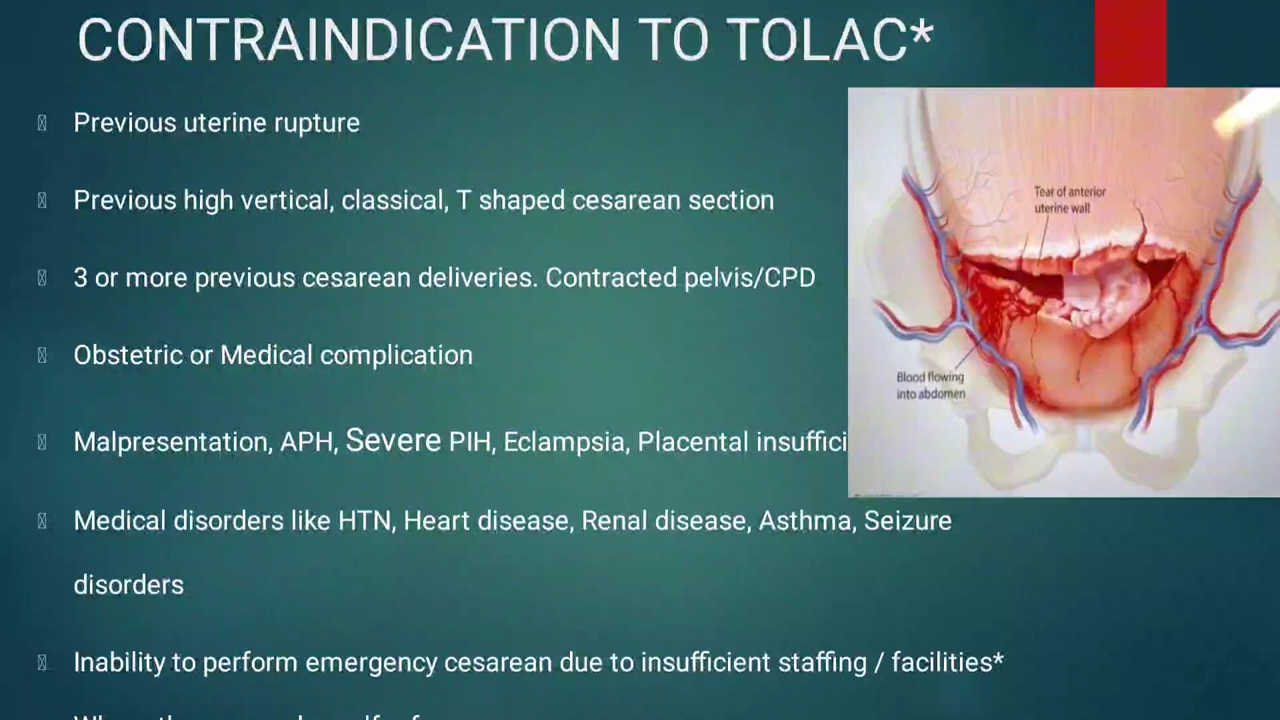 CONTRAINDICATION TO TOLAC*
Previous uterine rupture
Previous high vertical, classical, T shaped cesarean section
3 or more previous cesarean deliveries. Contracted pelvis/CPD
Obstetric or Medical complication
Malpresentation, APH, Severe PIH, Eclampsia, Placental insuffici
Medical disorders like HTN, Heart disease, Renal disease, Asthma, Seizure
disorders
Inability to perform emergency cesarean due to insufficient staffing / facilities*
Tear of anterior
uterine wall
Blood flowing
into abdomen